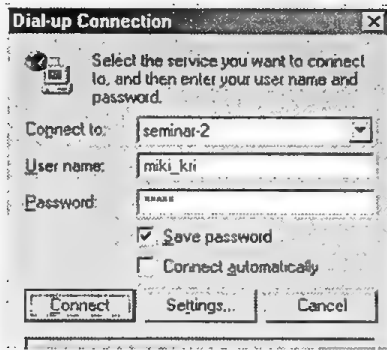 Dial-up Connection
Select the service you want to connect
to, and then enter your user name and
password.
Connect to: seminar-2
User name: miki_kri
Password: *****
Save password
Connect automatically
Connect Settings... Cancel